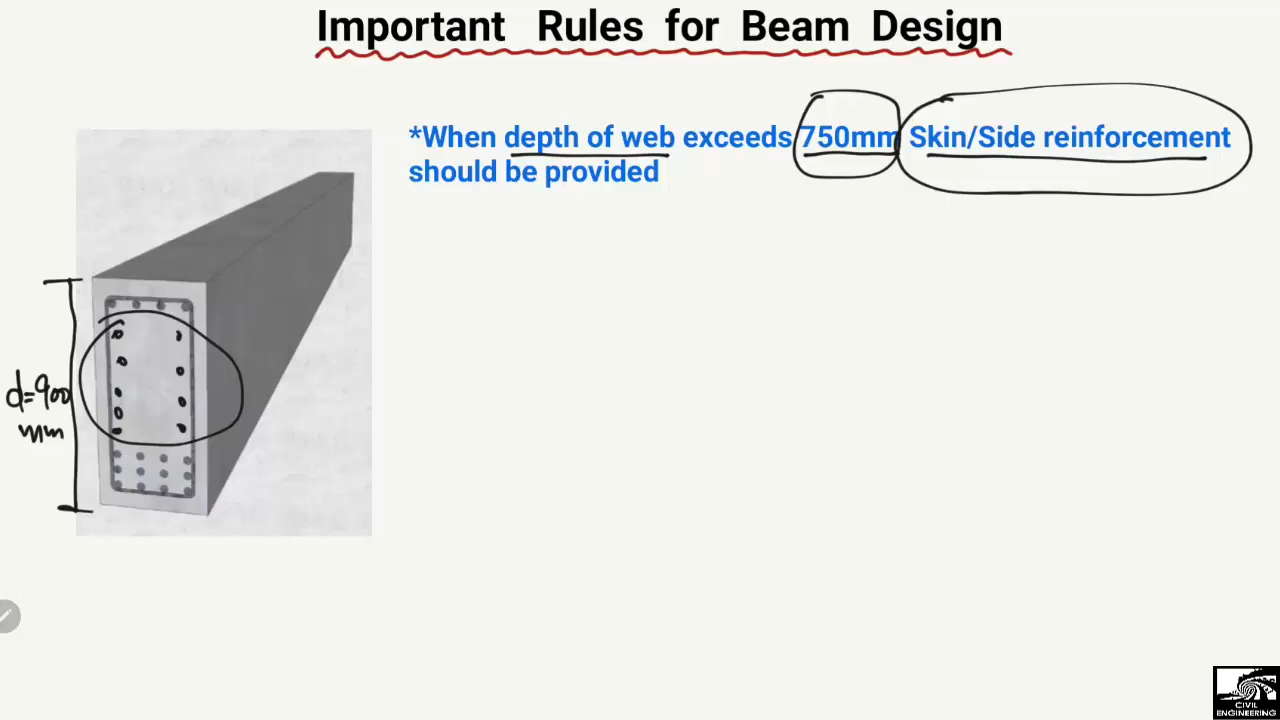 Important Rules for Beam Design
*When depth of web exceeds 750mm Skin/Side reinforcement
should be provided
d=900
mm
CIVIL
ENGINEERING